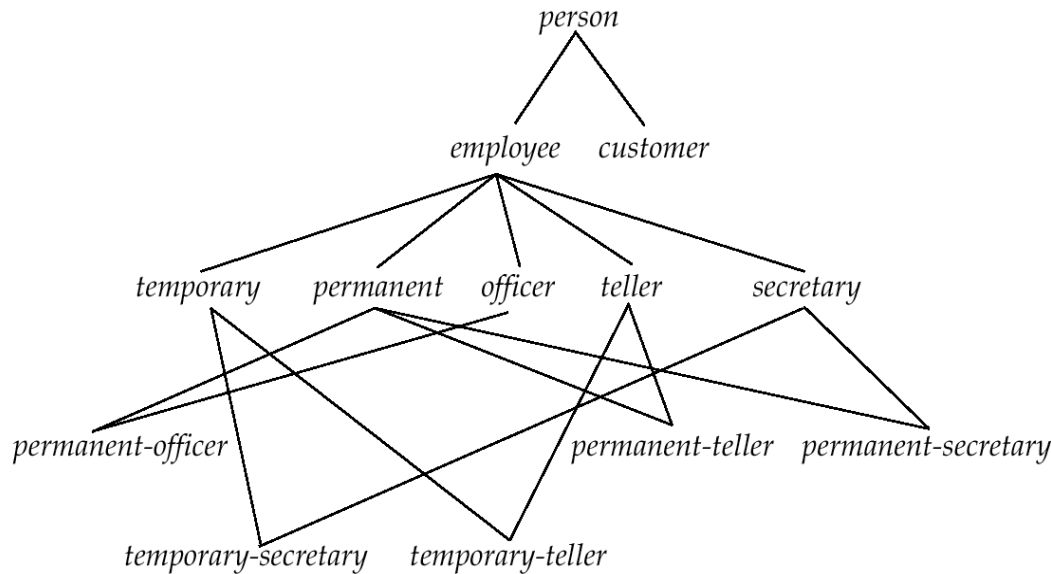 person
employee customer
temporary permanent officer teller secretary
permanent-officer permanent-teller permanent-secretary
temporary-secretary temporary-teller